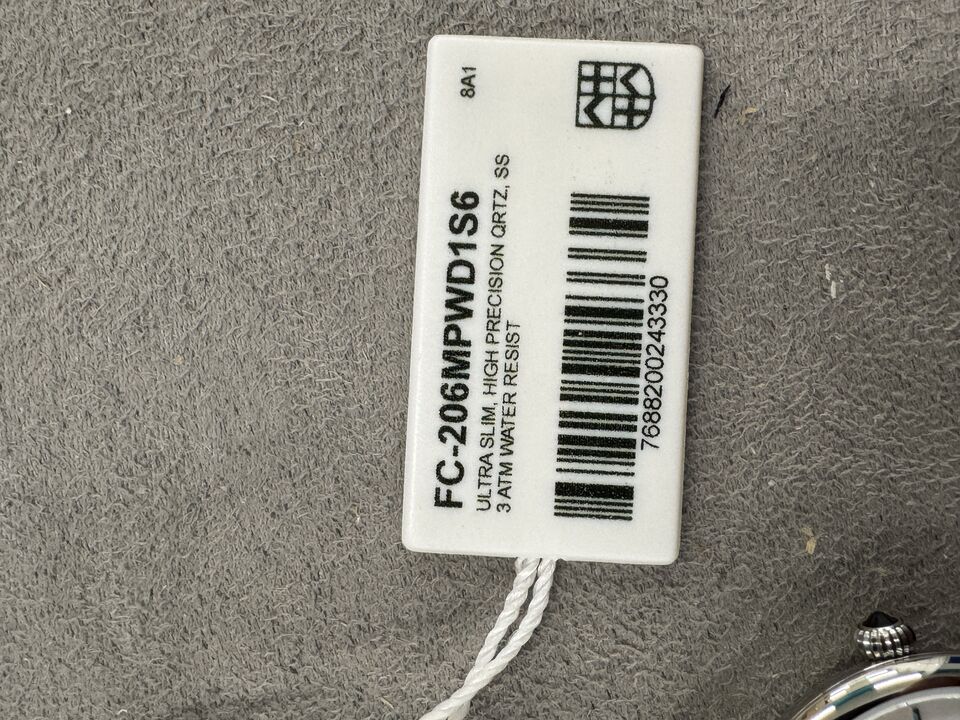 8A1
FC-206MPWD1S6
ULTRA SLIM, HIGH PRECISION QRTZ, SS
3 ATM WATER RESIST
7688200243330